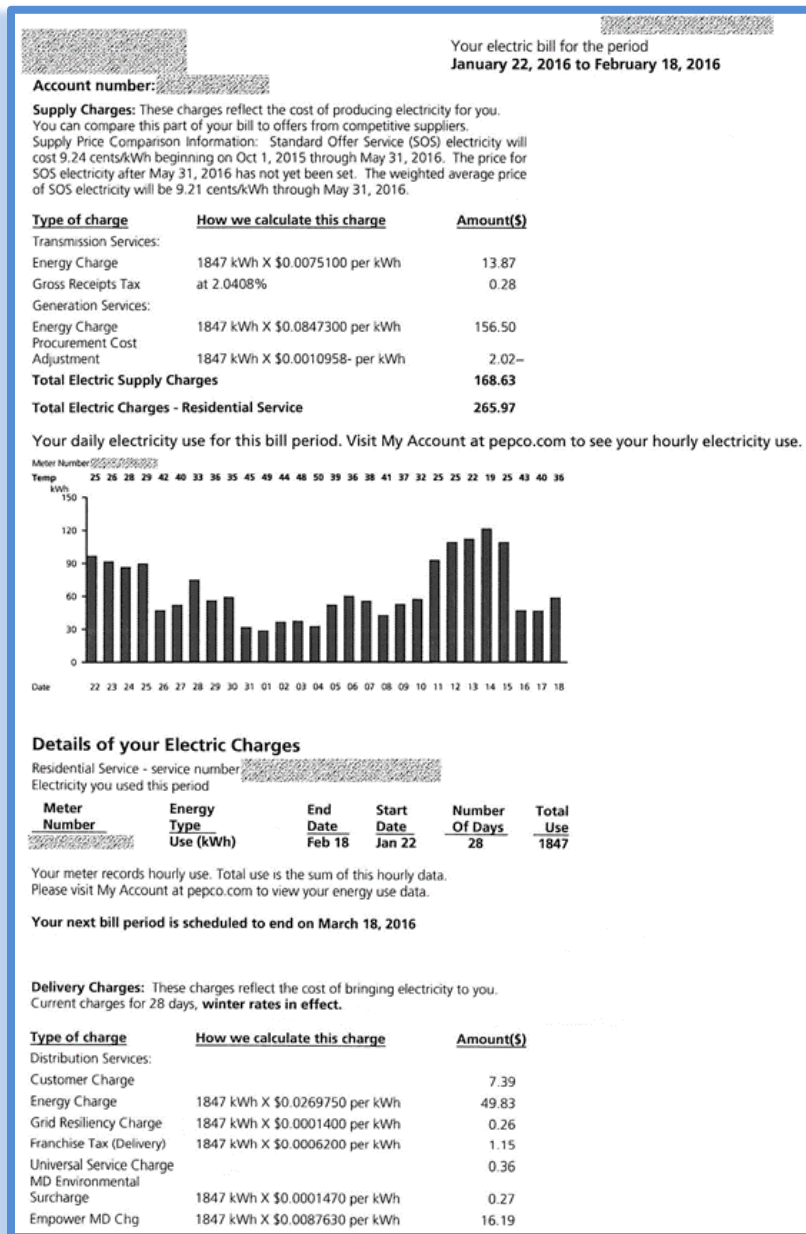 Your electric bill for the period
January 22, 2016 to February 18, 2016
Account number:
Supply Charges: These charges reflect the cost of producing electricity for you.
You can compare this part of your bill to offers from competitive suppliers.
Supply Price Comparison Information: Standard Offer Service (SOS) electricity will
cost 9.24 cents/kWh beginning on Oct 1, 2015 through May 31, 2016. The price for
SOS electricity after May 31, 2016 has not yet been set. The weighted average price
of SOS electricity will be 9.21 cents/kWh through May 31, 2016.
Type of charge How we calculate this charge Amount($)
Transmission Services:
Energy Charge 1847 kWh X $0.0075100 per kWh 13.87
Gross Receipts Tax at 2.0408% 0.28
Generation Services:
Energy Charge 1847 kWh X $0.0847300 per kWh 156.50
Procurement Cost
Adjustment 1847 kWh X $0.0010958- per kWh 2.02–
Total Electric Supply Charges 168.63
Total Electric Charges - Residential Service 265.97
Your daily electricity use for this bill period. Visit My Account at pepco.com to see your hourly electricity use.
Meter Number
Temp 25 26 28 29 42 40 33 36 35 45 49 44 48 50 39 36 38 41 37 32 25 25 22 19 25 43 40 36
kWh
150
120
90
60
30
0
Date 22 23 24 25 26 27 28 29 30 31 01 02 03 04 05 06 07 08 09 10 11 12 13 14 15 16 17 18
Details of your Electric Charges
Residential Service - service number
Electricity you used this period
Meter Energy End Start Number Total
Number Type Date Date Of Days Use
Use (kWh) Feb 18 Jan 22 28 1847
Your meter records hourly use. Total use is the sum of this hourly data.
Please visit My Account at pepco.com to view your energy use data.
Your next bill period is scheduled to end on March 18, 2016
Delivery Charges: These charges reflect the cost of bringing electricity to you.
Current charges for 28 days, winter rates in effect.
Type of charge How we calculate this charge Amount($)
Distribution Services:
Customer Charge 7.39
Energy Charge 1847 kWh X $0.0269750 per kWh 49.83
Grid Resiliency Charge 1847 kWh X $0.0001400 per kWh 0.26
Franchise Tax (Delivery) 1847 kWh X $0.0006200 per kWh 1.15
Universal Service Charge 0.36
MD Environmental
Surcharge 1847 kWh X $0.0001470 per kWh 0.27
Empower MD Chg 1847 kWh X $0.0087630 per kWh 16.19